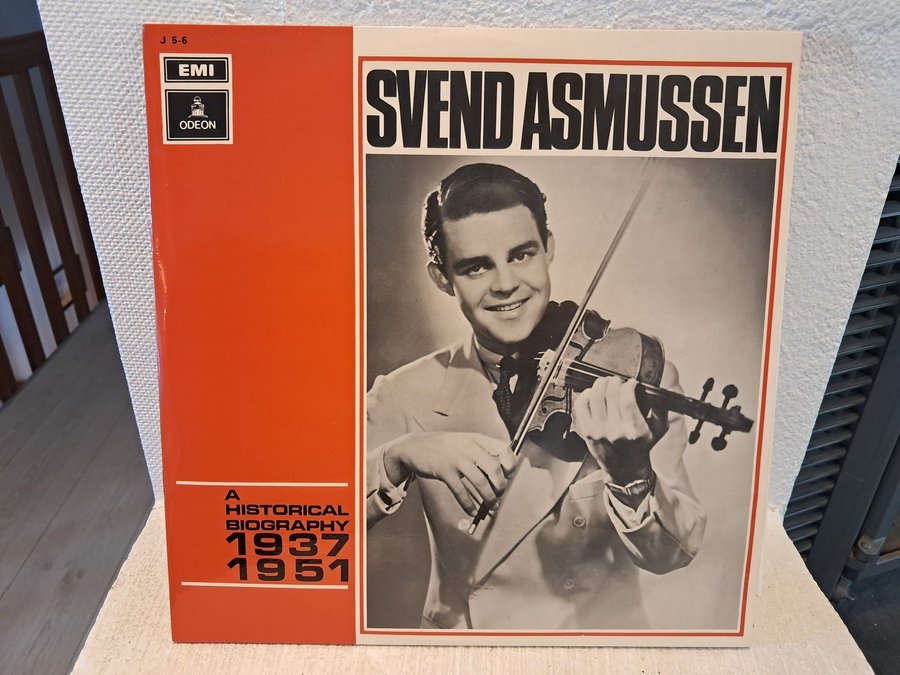 J 5-6
EMI
ODEON
SVEND ASMUSSEN
A
HISTORICAL
BIOGRAPHY
1937
1951